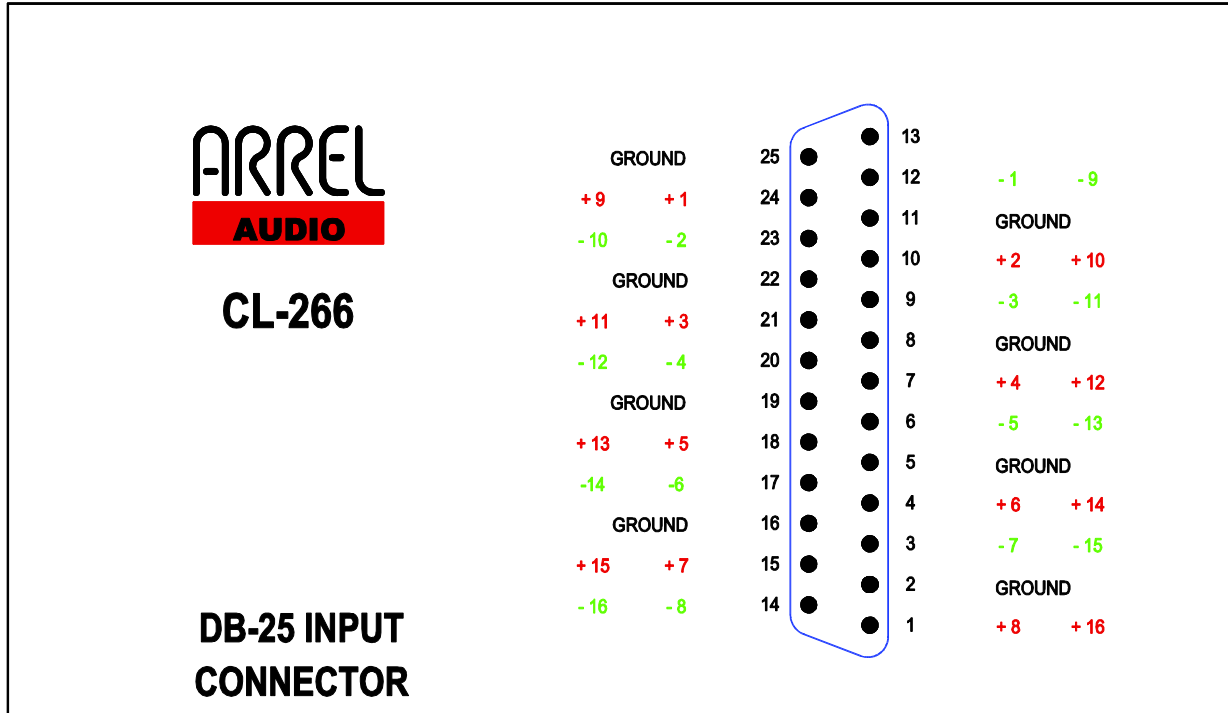 ARREL
AUDIO
CL-266
DB-25 INPUT
CONNECTOR
GROUND 25
+ 9 + 1 24
- 10 - 2 23
GROUND 22
+ 11 + 3 21
- 12 - 4 20
GROUND 19
+ 13 + 5 18
-14 -6 17
GROUND 16
+ 15 + 7 15
- 16 - 8 14
13
12 - 1 - 9
11 GROUND
10 + 2 + 10
9 - 3 - 11
8 GROUND
7 + 4 + 12
6 - 5 - 13
5 GROUND
4 + 6 + 14
3 - 7 - 15
2 GROUND
1 + 8 + 16